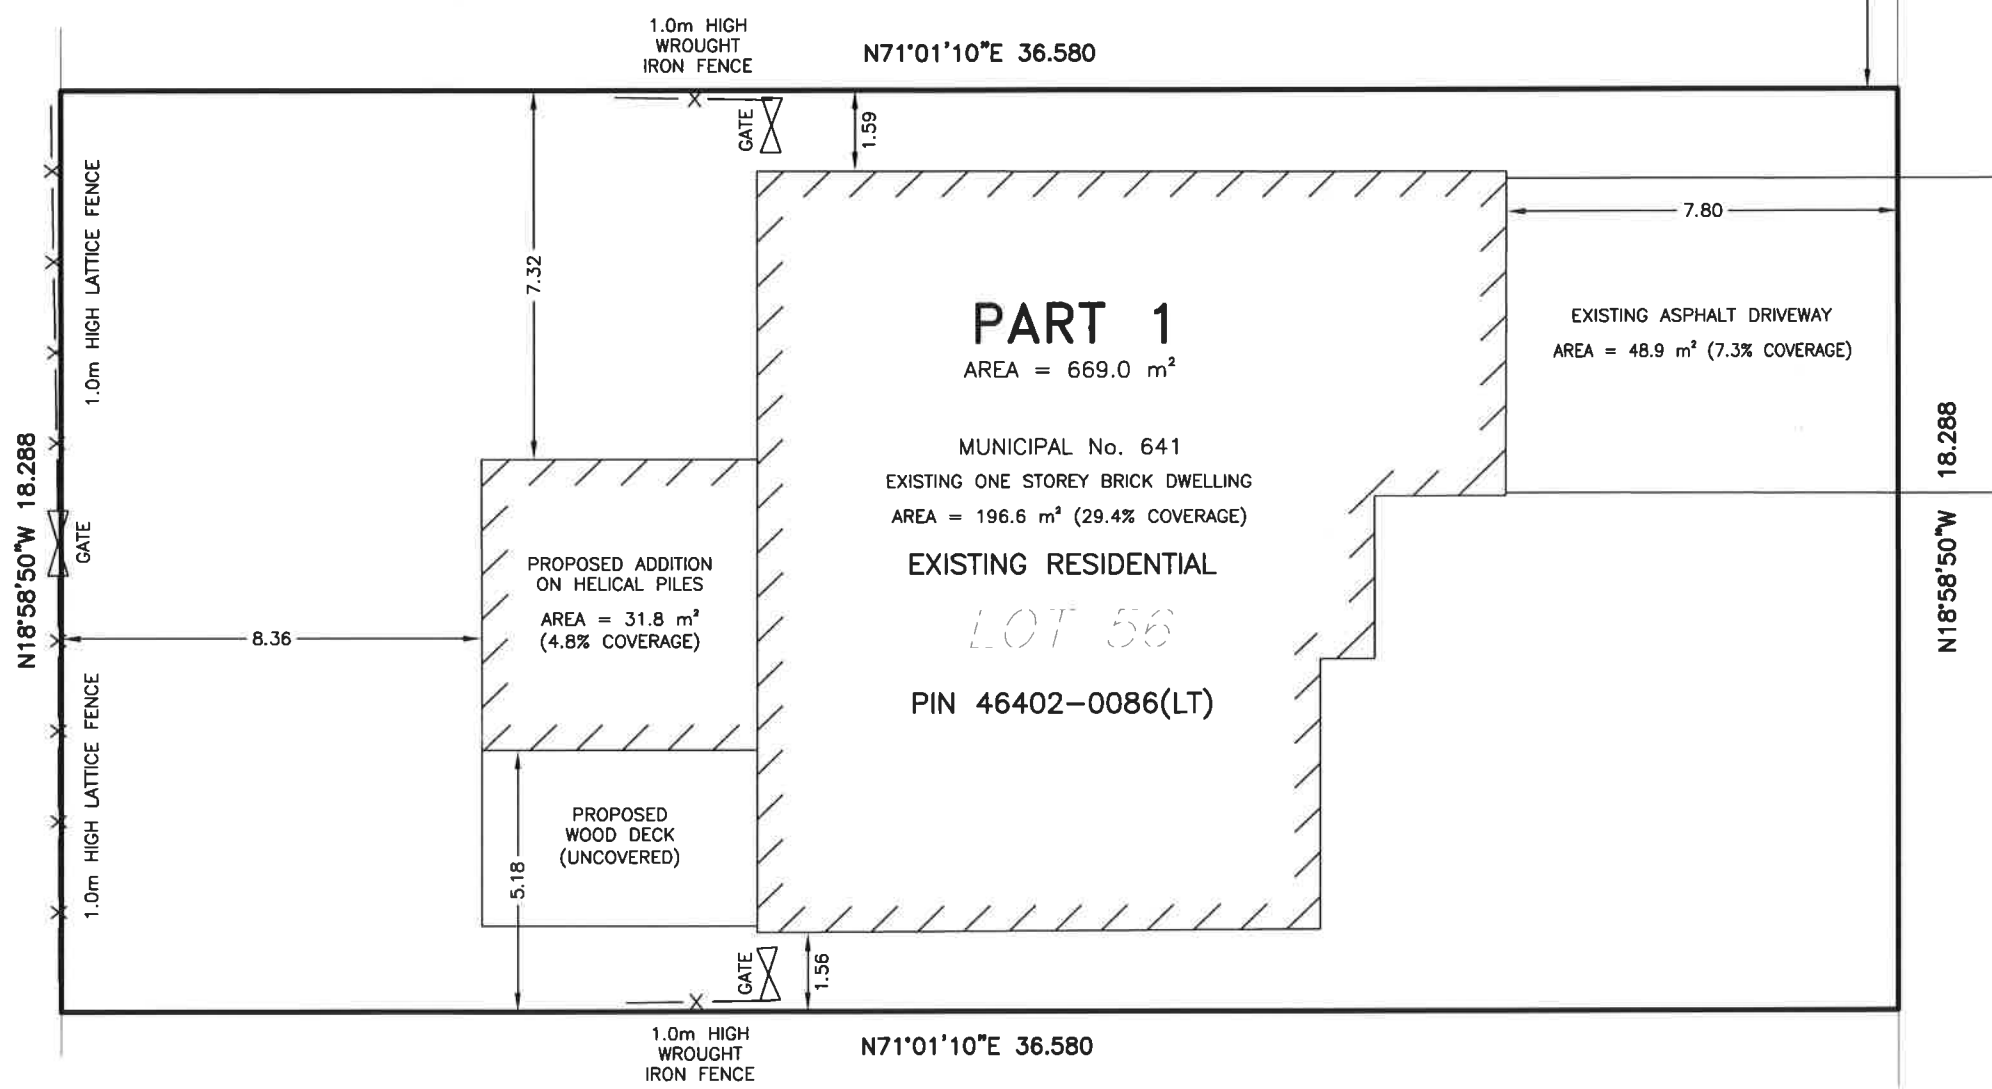 1.0m HIGH
WROUGHT
IRON FENCE
N71°01'10"E 36.580
GATE
1.59
1.0m HIGH LATTICE FENCE
7.32
7.80
PART 1
AREA = 669.0 m²
EXISTING ASPHALT DRIVEWAY
AREA = 48.9 m² (7.3% COVERAGE)
MUNICIPAL No. 641
EXISTING ONE STOREY BRICK DWELLING
AREA = 196.6 m² (29.4% COVERAGE)
EXISTING RESIDENTIAL
LOT 56
PIN 46402-0086(LT)
N18°58'50"W 18.288
GATE
N18°58'50"W 18.288
PROPOSED ADDITION
ON HELICAL PILES
AREA = 31.8 m²
(4.8% COVERAGE)
8.36
1.0m HIGH LATTICE FENCE
PROPOSED
WOOD DECK
(UNCOVERED)
5.18
GATE
1.56
1.0m HIGH
WROUGHT
IRON FENCE
N71°01'10"E 36.580